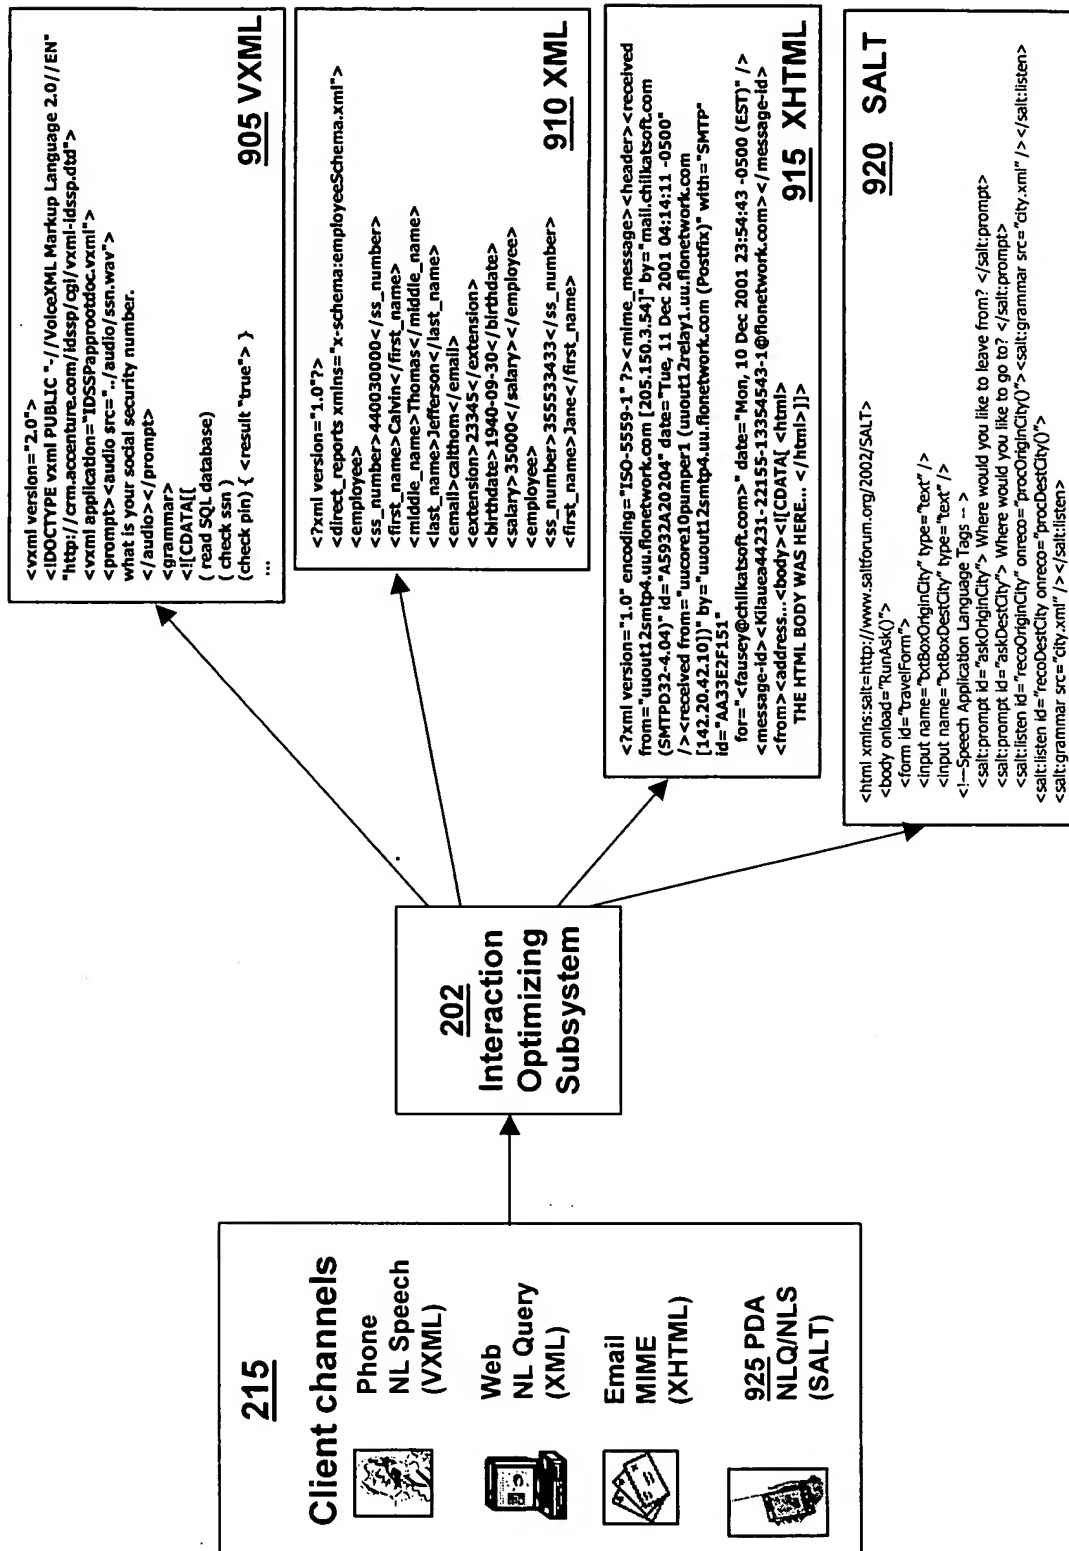 215
Client channels
Phone
NL Speech
(VXML)
Web
NL Query
(XML)
Email
MIME
(XHTML)
925 PDA
NLQ/NLS
(SALT)
202
Interaction
Optimizing
Subsystem
<vxml version="2.0">
<!DOCTYPE vxml PUBLIC "-//VoiceXML Markup Language 2.0//EN"
"http://crm.accenture.com/idssp/cgi/vxml-idssp.dtd">
<vxml application="IDSSPapprootdoc.vxml">
<prompt><audio src="../audio/ssn.wav">
what is your social security number.
</audio></prompt>
<grammar>
<![CDATA[[
( read SQL database)
( check ssn )
(check pin) { <result "true"> }
...
905 VXML
<?xml version="1.0"?>
<direct_reports xmlns="x-schema:employeeSchema.xml">
<employee>
<ss_number>440030000</ss_number>
<first_name>Calvin</first_name>
<middle_name>Thomas</middle_name>
<last_name>Jefferson</last_name>
<email>calthom</email>
<extension>23345</extension>
<birthdate>1940-09-30</birthdate>
<salary>35000</salary></employee>
<employee>
<ss_number>355533433</ss_number>
<first_name>Jane</first_name>
910 XML
<?xml version="1.0" encoding="ISO-5559-1" ?><mime_message><header><received
from="uuout12smtp4.uu.flonetwork.com [205.150.3.54]" by="mail.chilkatsoft.com
(SMTPD32-4.04)" id="A5932A20204" date="Tue, 11 Dec 2001 04:14:11 -0500"
/><received from="uucore10pumper1 (uuout12relay1.uu.flonetwork.com
[142.20.42.10])" by="uuout12smtp4.uu.flonetwork.com (Postfix)" with="SMTP"
id="AA33E2F151"
for="<fausey@chilkatsoft.com>" date="Mon, 10 Dec 2001 23:54:43 -0500 (EST)" />
<message-id><Kilauea44231-22155-133545543-1@flonetwork.com></message-id>
<from><address...<body> <![CDATA[ <html>
THE HTML BODY WAS HERE... </html>]]>
915 XHTML
<html xmlns:salt=http://www.saltforum.org/2002/SALT>
<body onload="RunAsk()">
<form id="travelForm">
<input name="txtBoxOriginCity" type="text" />
<input name="txtBoxDestCity" type="text" />
<!--Speech Application Language Tags -- >
<salt:prompt id="askOriginCity"> Where would you like to leave from? </salt:prompt>
<salt:prompt id="askDestCity"> Where would you like to go to? </salt:prompt>
<salt:listen id="recoOriginCity" onreco="procOriginCity()"><salt:grammar src="city.xml" /></salt:listen>
<salt:listen id="recoDestCity onreco="procDestCity()">
<salt:grammar src="city.xml" /></salt:listen>
920 SALT